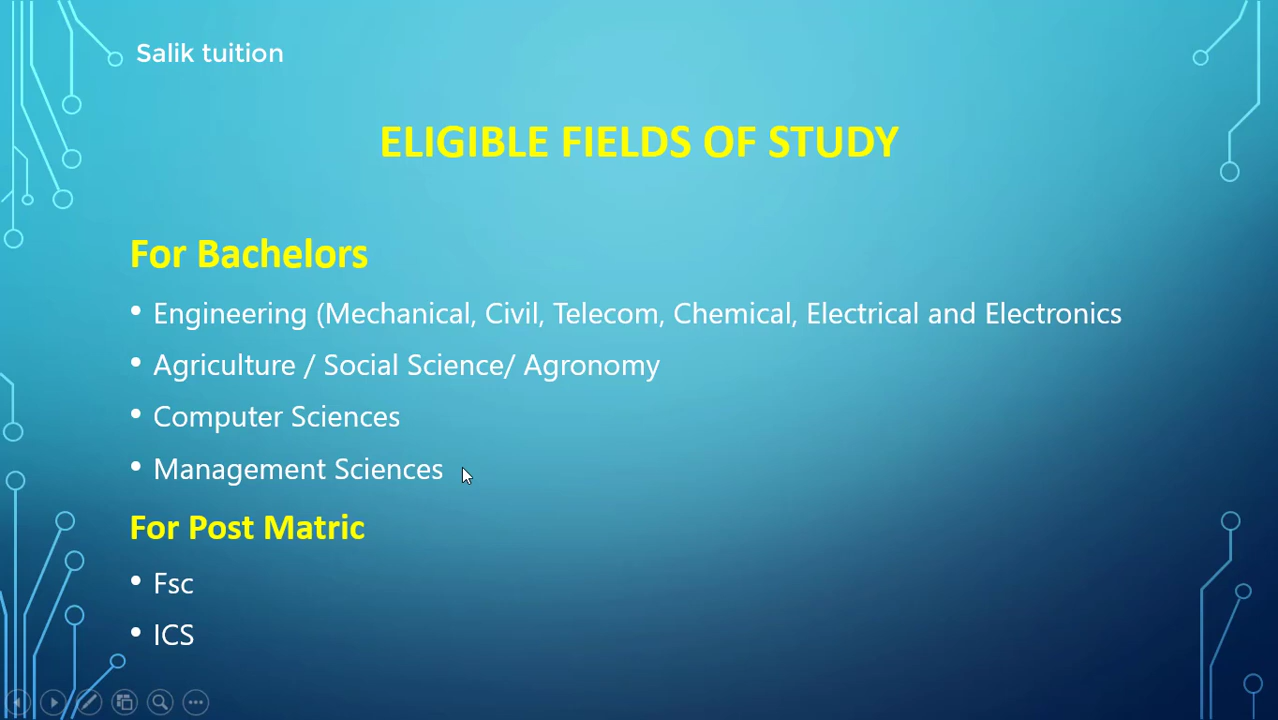 Salik tuition
ELIGIBLE FIELDS OF STUDY
For Bachelors
• Engineering (Mechanical, Civil, Telecom, Chemical, Electrical and Electronics
• Agriculture / Social Science/ Agronomy
• Computer Sciences
• Management Sciences
For Post Matric
• Fsc
• ICS